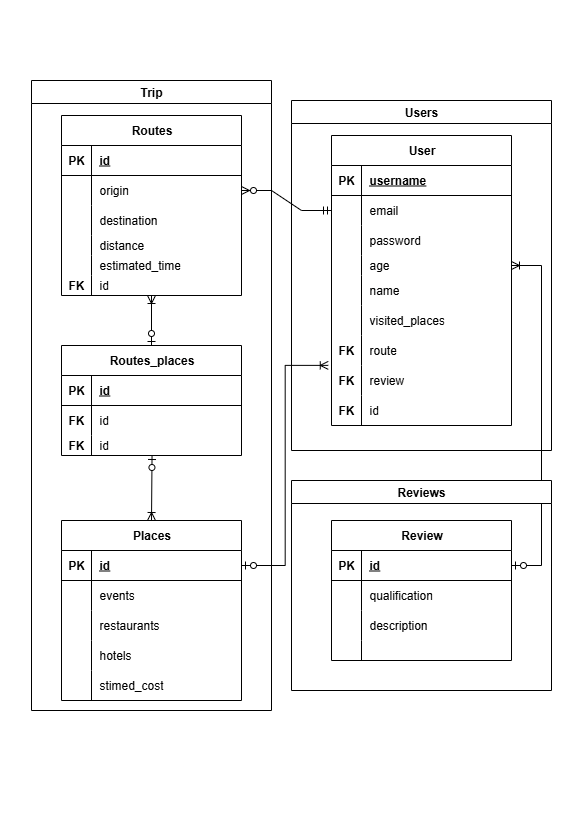 Trip
Routes
PK id
origin
destination
distance
estimated_time
FK id
Routes_places
PK id
FK id
FK id
Places
PK id
events
restaurants
hotels
stimed_cost
Users
User
PK username
email
password
age
name
visited_places
FK route
FK review
FK id
Reviews
Review
PK id
qualification
description